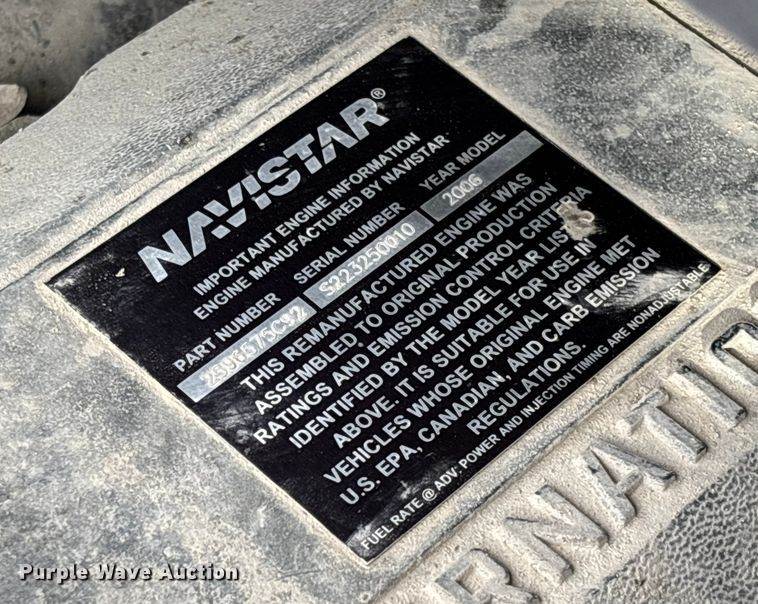 NAVISTAR®
IMPORTANT ENGINE INFORMATION
ENGINE MANUFACTURED BY NAVISTAR
PART NUMBER SERIAL NUMBER YEAR MODEL
S223250010 2006
THIS REMANUFACTURED ENGINE WAS
ASSEMBLED TO ORIGINAL PRODUCTION
RATINGS AND EMISSION CONTROL CRITERIA
IDENTIFIED BY THE MODEL YEAR LISTED
ABOVE. IT IS SUITABLE FOR USE IN
VEHICLES WHOSE ORIGINAL ENGINE MET
U.S. EPA, CANADIAN, AND CARB EMISSION
REGULATIONS.
FUEL RATE @ ADV. POWER AND INJECTION TIMING ARE NONADJUSTABLE
RNATIO
Purple Wave Auction